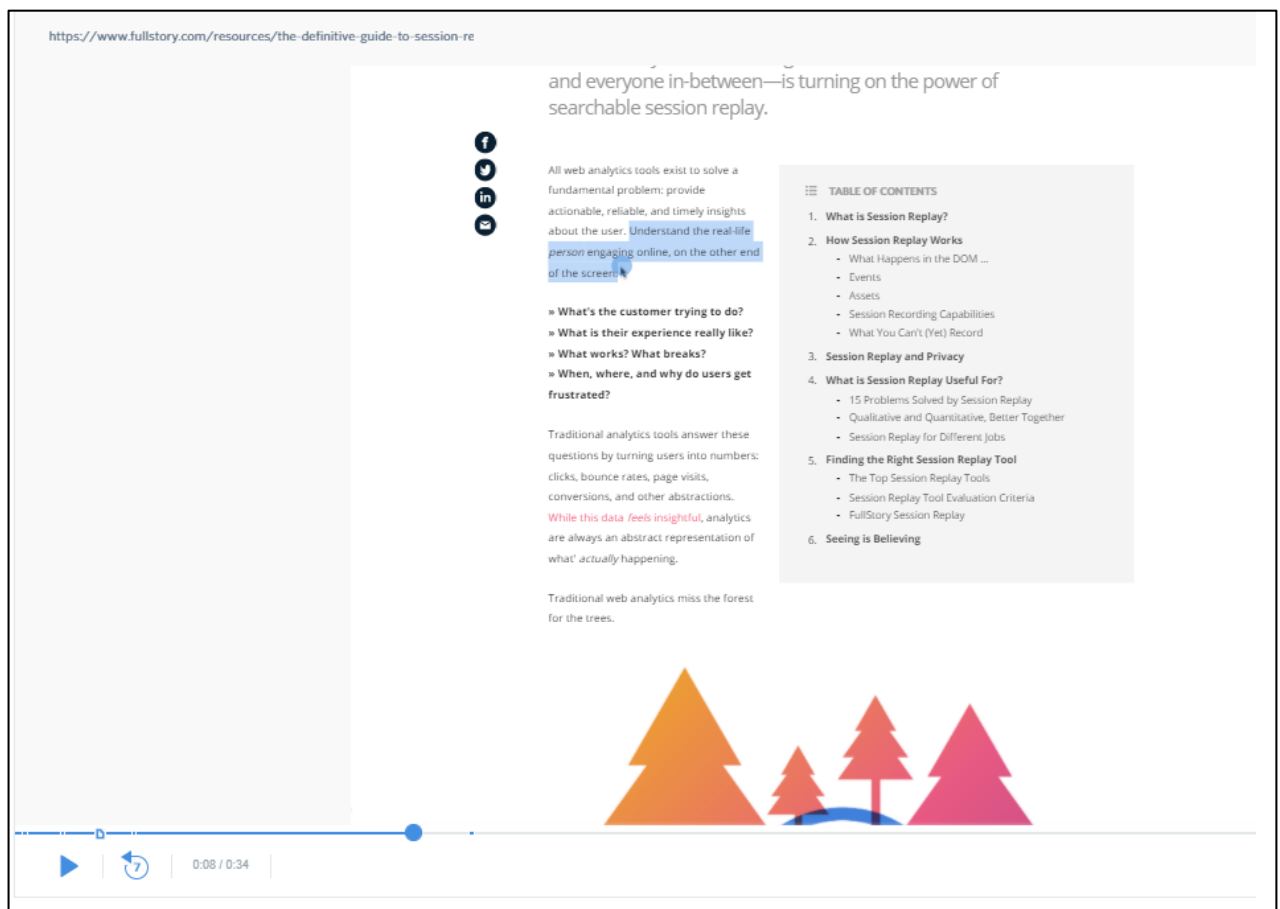 https://www.fullstory.com/resources/the-definitive-guide-to-session-re
and everyone in-between—is turning on the power of
searchable session replay.
All web analytics tools exist to solve a
fundamental problem: provide
actionable, reliable, and timely insights
about the user. Understand the real-life
person engaging online, on the other end
of the screen.
» What's the customer trying to do?
» What is their experience really like?
» What works? What breaks?
» When, where, and why do users get
frustrated?
Traditional analytics tools answer these
questions by turning users into numbers:
clicks, bounce rates, page visits,
conversions, and other abstractions.
While this data feels insightful, analytics
are always an abstract representation of
what' actually happening.
Traditional web analytics miss the forest
for the trees.
TABLE OF CONTENTS
1. What is Session Replay?
2. How Session Replay Works
- What Happens in the DOM ...
- Events
- Assets
- Session Recording Capabilities
- What You Can't (Yet) Record
3. Session Replay and Privacy
4. What is Session Replay Useful For?
- 15 Problems Solved by Session Replay
- Qualitative and Quantitative, Better Together
- Session Replay for Different Jobs
5. Finding the Right Session Replay Tool
- The Top Session Replay Tools
- Session Replay Tool Evaluation Criteria
- FullStory Session Replay
6. Seeing is Believing
7
0:08 / 0:34